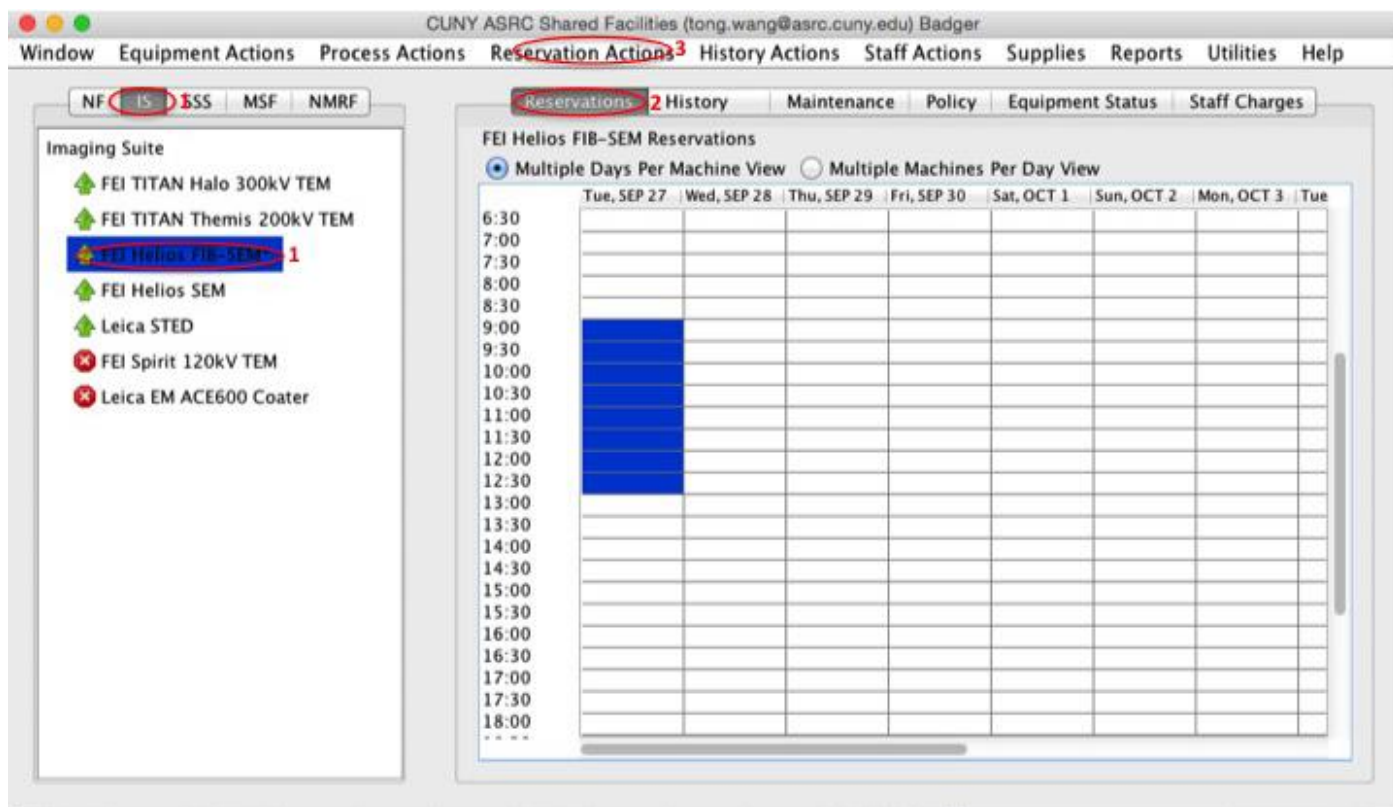 CUNY ASRC Shared Facilities (tong.wang@asrc.cuny.edu) Badger
Window Equipment Actions Process Actions Reservation Actions 3 History Actions Staff Actions Supplies Reports Utilities Help
NF IS 1 SSS MSF NMRF
Imaging Suite
FEI TITAN Halo 300kV TEM
FEI TITAN Themis 200kV TEM
FEI Helios FIB-SEM 1
FEI Helios SEM
Leica STED
FEI Spirit 120kV TEM
Leica EM ACE600 Coater
Reservations 2 History Maintenance Policy Equipment Status Staff Charges
FEI Helios FIB-SEM Reservations
Multiple Days Per Machine View Multiple Machines Per Day View
Tue, SEP 27 Wed, SEP 28 Thu, SEP 29 Fri, SEP 30 Sat, OCT 1 Sun, OCT 2 Mon, OCT 3 Tue
6:30
7:00
7:30
8:00
8:30
9:00
9:30
10:00
10:30
11:00
11:30
12:00
12:30
13:00
13:30
14:00
14:30
15:00
15:30
16:00
16:30
17:00
17:30
18:00